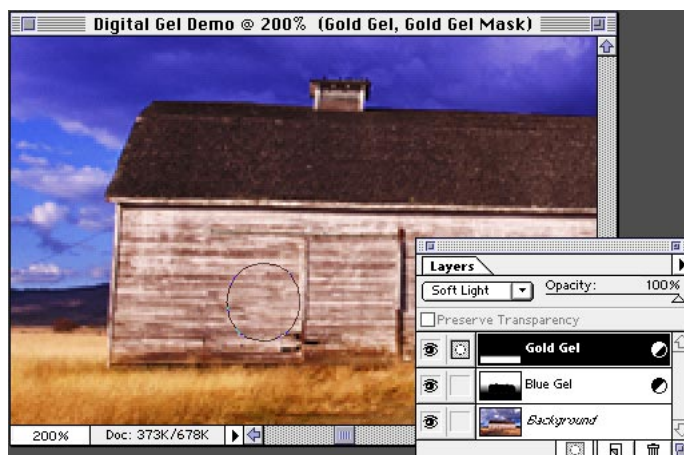 Digital Gel Demo @ 200% (Gold Gel, Gold Gel Mask)
Layers
Soft Light Opacity: 100%
Preserve Transparency
Gold Gel
Blue Gel
Background
200% Doc: 373K/678K